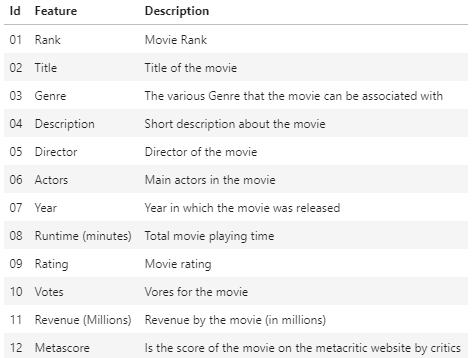 Id Feature Description
01 Rank Movie Rank
02 Title Title of the movie
03 Genre The various Genre that the movie can be associated with
04 Description Short description about the movie
05 Director Director of the movie
06 Actors Main actors in the movie
07 Year Year in which the movie was released
08 Runtime (minutes) Total movie playing time
09 Rating Movie rating
10 Votes Vores for the movie
11 Revenue (Millions) Revenue by the movie (in millions)
12 Metascore Is the score of the movie on the metacritic website by critics